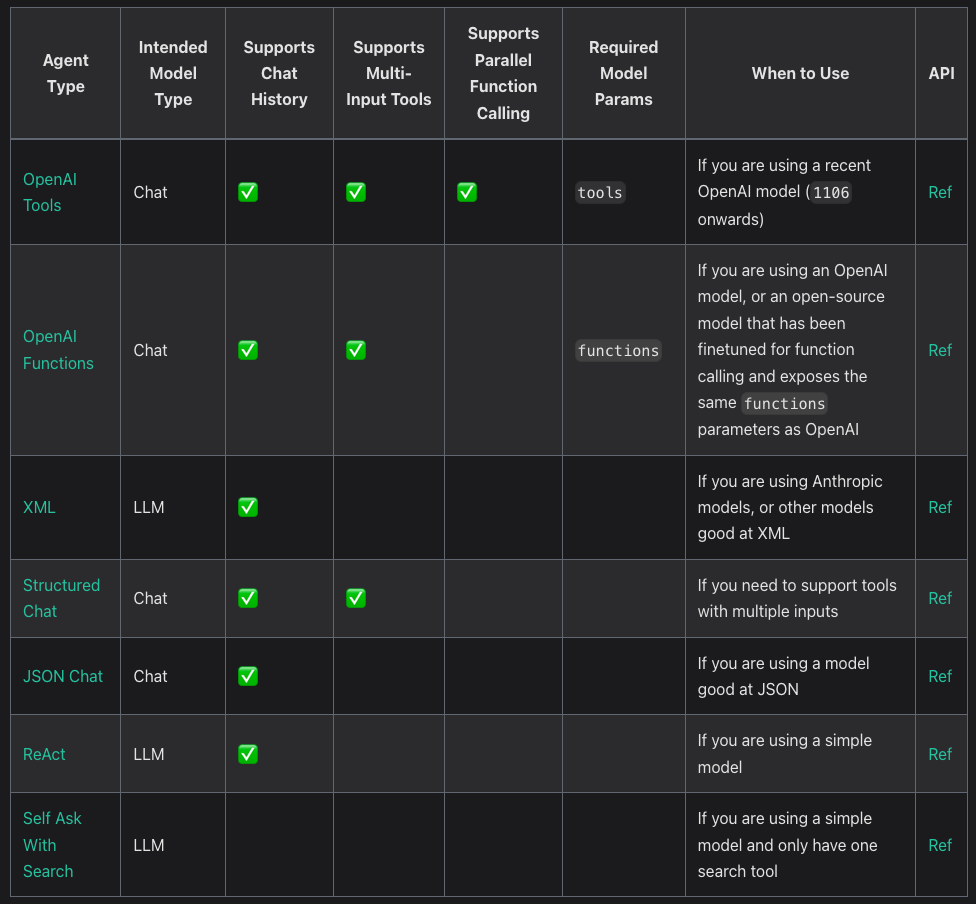 Agent
Type
Intended
Model
Type
Supports
Chat
History
Supports
Multi-
Input Tools
Supports
Parallel
Function
Calling
Required
Model
Params
When to Use
API
OpenAI
Tools
Chat
✅
✅
✅
tools
If you are using a recent
OpenAI model (1106
onwards)
Ref
OpenAI
Functions
Chat
✅
✅
functions
If you are using an OpenAI
model, or an open-source
model that has been
finetuned for function
calling and exposes the
same functions
parameters as OpenAI
Ref
XML
LLM
✅
If you are using Anthropic
models, or other models
good at XML
Ref
Structured
Chat
Chat
✅
✅
If you need to support tools
with multiple inputs
Ref
JSON Chat
Chat
✅
If you are using a model
good at JSON
Ref
ReAct
LLM
✅
If you are using a simple
model
Ref
Self Ask
With
Search
LLM
If you are using a simple
model and only have one
search tool
Ref